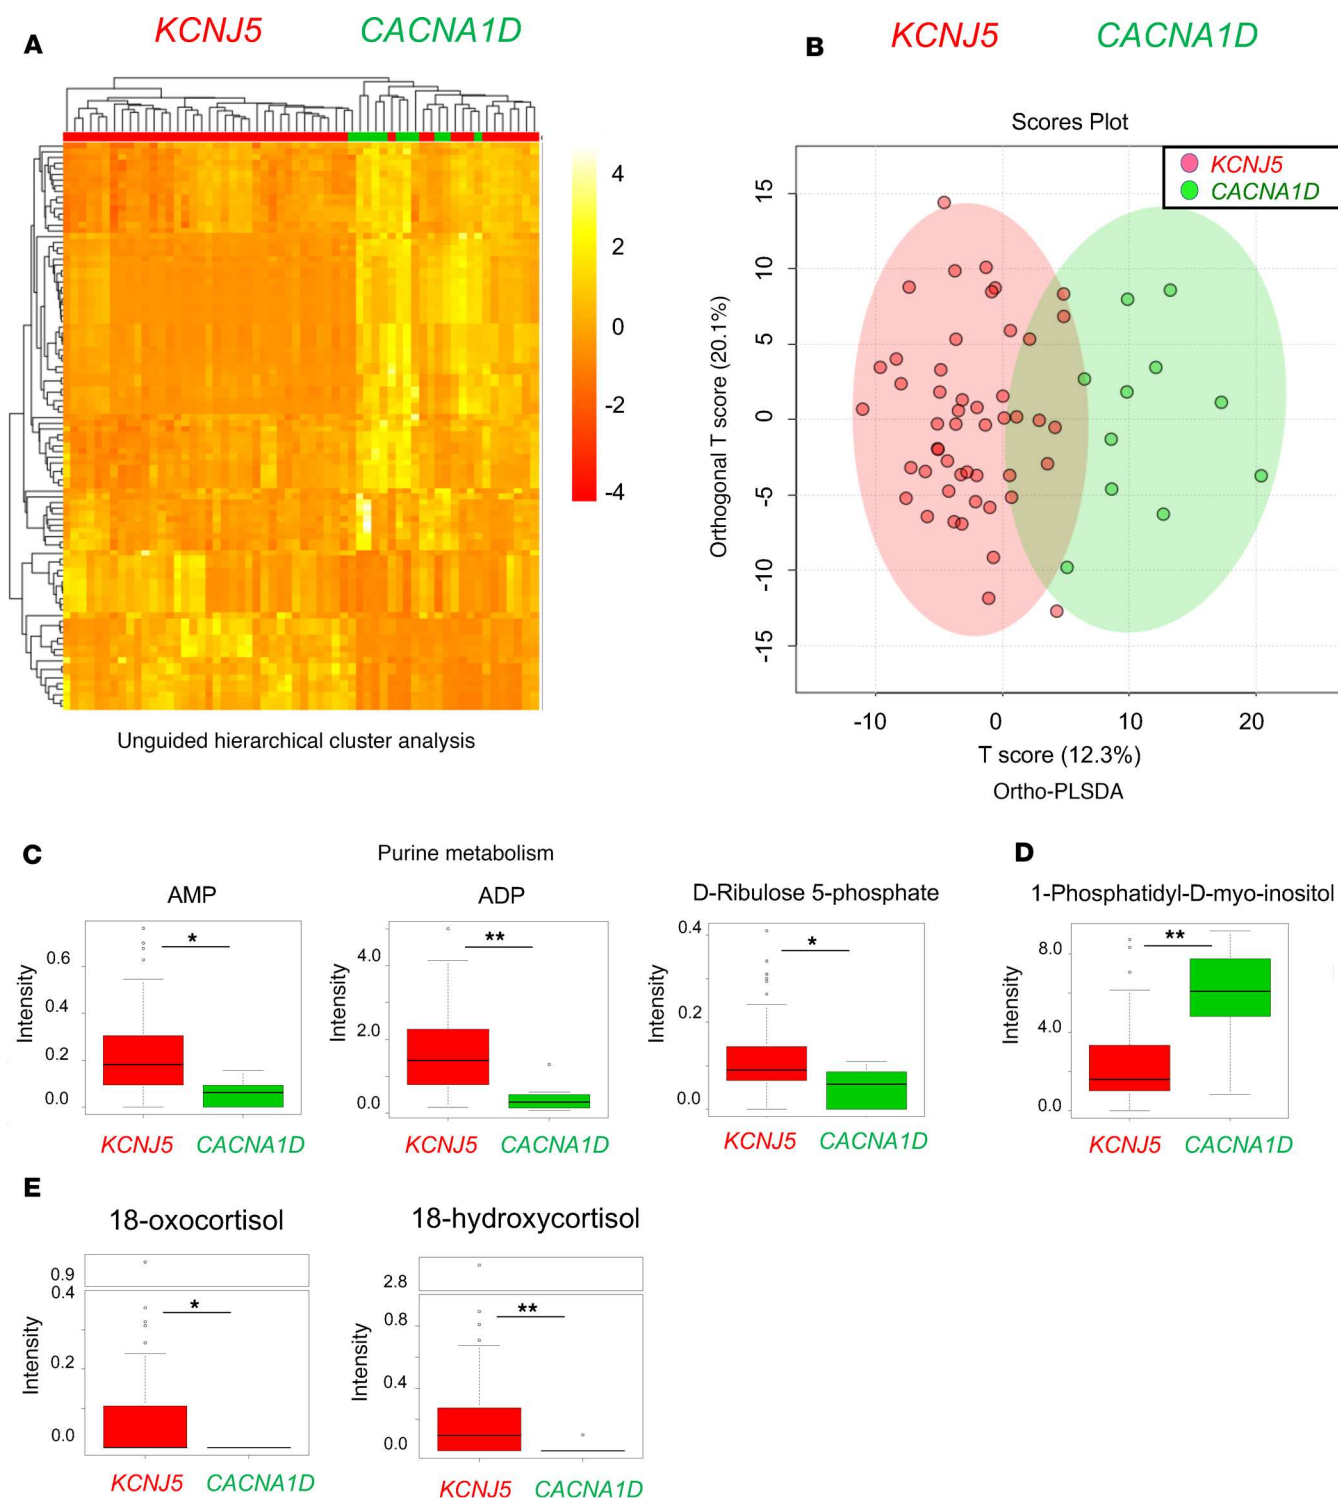 A
KCNJ5 CACNA1D
4
2
0
-2
-4
Unguided hierarchical cluster analysis
B
KCNJ5 CACNA1D
Scores Plot
KCNJ5
CACNA1D
Orthogonal T score (20.1%)
15
10
5
0
-5
-10
-15
-10 0 10 20
T score (12.3%)
Ortho-PLSDA
C
Purine metabolism
AMP
Intensity
0.6
0.4
0.2
0.0
*
KCNJ5 CACNA1D
ADP
Intensity
4.0
2.0
0.0
**
KCNJ5 CACNA1D
D-Ribulose 5-phosphate
Intensity
0.4
0.2
0.0
*
KCNJ5 CACNA1D
D
1-Phosphatidyl-D-myo-inositol
Intensity
8.0
4.0
0.0
**
KCNJ5 CACNA1D
E
18-oxocortisol
Intensity
0.9
0.4
0.2
0.0
*
KCNJ5 CACNA1D
18-hydroxycortisol
Intensity
2.8
0.8
0.4
0.0
**
KCNJ5 CACNA1D